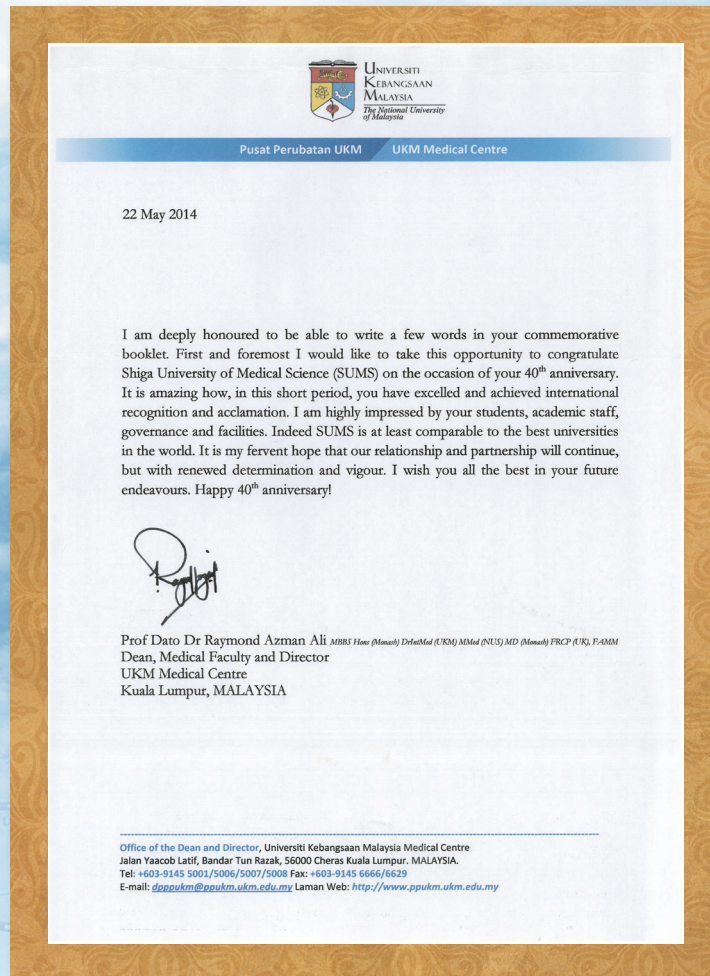 UNIVERSITI
KEBANGSAAN
MALAYSIA
The National University
of Malaysia
Pusat Perubatan UKM UKM Medical Centre
22 May 2014
I am deeply honoured to be able to write a few words in your commemorative
booklet. First and foremost I would like to take this opportunity to congratulate
Shiga University of Medical Science (SUMS) on the occasion of your 40th anniversary.
It is amazing how, in this short period, you have excelled and achieved international
recognition and acclamation. I am highly impressed by your students, academic staff,
governance and facilities. Indeed SUMS is at least comparable to the best universities
in the world. It is my fervent hope that our relationship and partnership will continue,
but with renewed determination and vigour. I wish you all the best in your future
endeavours. Happy 40th anniversary!
Prof Dato Dr Raymond Azman Ali MBBS Hons (Monash) DrIntMed (UKM) MMed (NUS) MD (Monash) FRCP (UK), FAMM
Dean, Medical Faculty and Director
UKM Medical Centre
Kuala Lumpur, MALAYSIA
Office of the Dean and Director, Universiti Kebangsaan Malaysia Medical Centre
Jalan Yaacob Latif, Bandar Tun Razak, 56000 Cheras Kuala Lumpur. MALAYSIA.
Tel: +603-9145 5001/5006/5007/5008 Fax: +603-9145 6666/6629
E-mail: dpppukm@ppukm.ukm.edu.my Laman Web: http://www.ppukm.ukm.edu.my